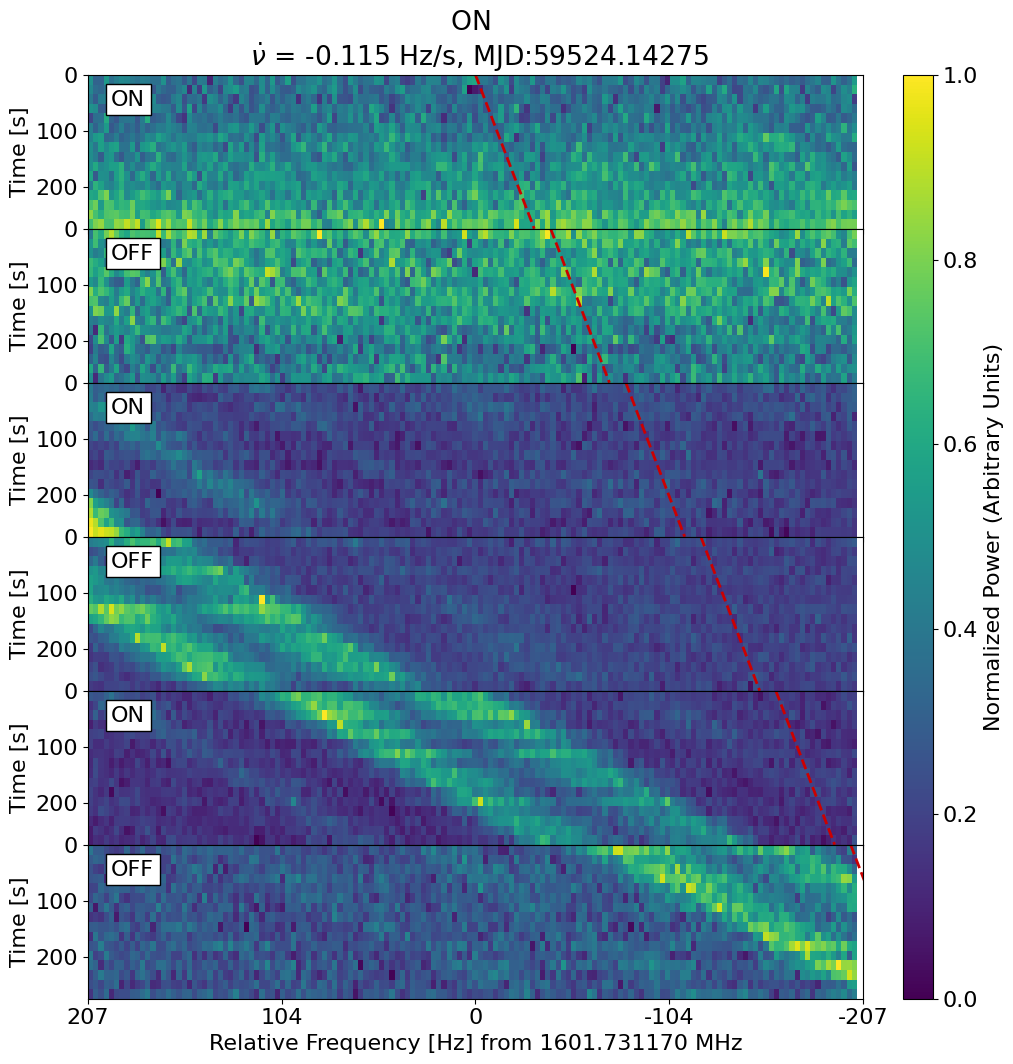 ON
ν̇ = -0.115 Hz/s, MJD:59524.14275
0
100
200
Time [s]
ON
0
100
200
Time [s]
OFF
0
100
200
Time [s]
ON
0
100
200
Time [s]
OFF
0
100
200
Time [s]
ON
0
100
200
Time [s]
OFF
207
104
0
-104
-207
Relative Frequency [Hz] from 1601.731170 MHz
1.0
0.8
0.6
0.4
0.2
0.0
Normalized Power (Arbitrary Units)